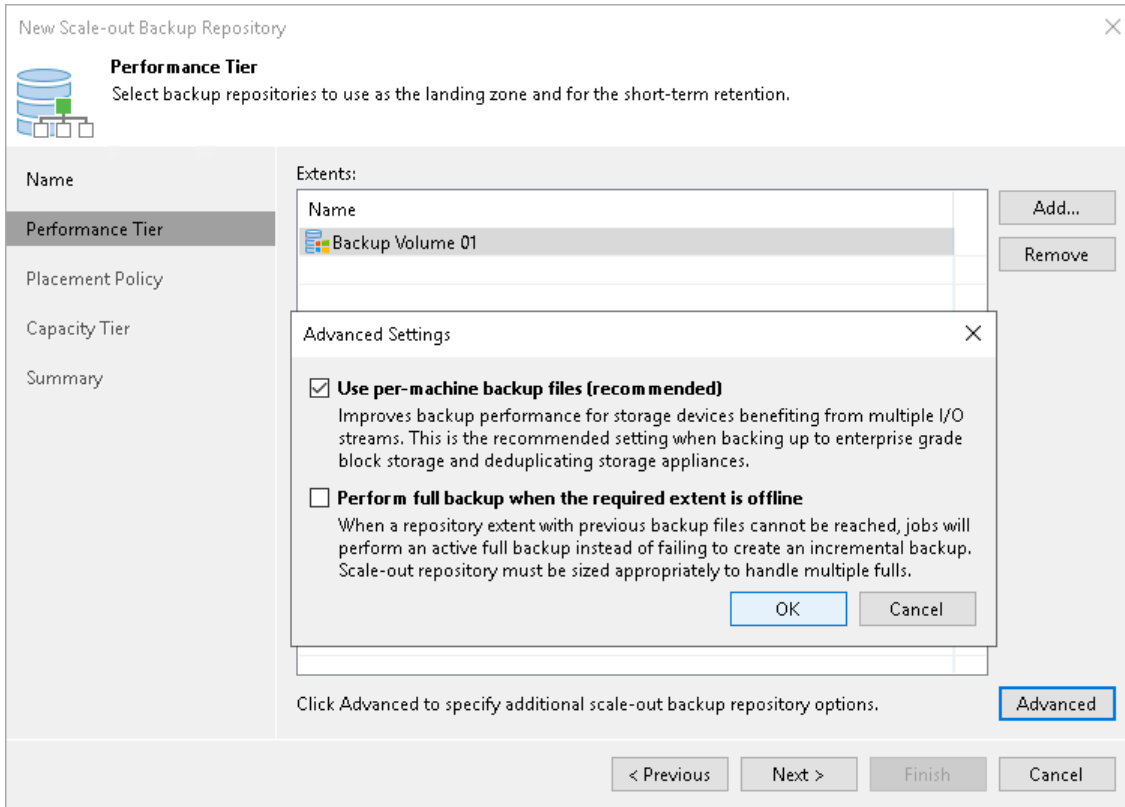 New Scale-out Backup Repository
Performance Tier
Select backup repositories to use as the landing zone and for the short-term retention.
Name
Performance Tier
Placement Policy
Capacity Tier
Summary
Extents:
Name
Backup Volume 01
Add...
Remove
Advanced Settings
Use per-machine backup files (recommended)
Improves backup performance for storage devices benefiting from multiple I/O
streams. This is the recommended setting when backing up to enterprise grade
block storage and deduplicating storage appliances.
Perform full backup when the required extent is offline
When a repository extent with previous backup files cannot be reached, jobs will
perform an active full backup instead of failing to create an incremental backup.
Scale-out repository must be sized appropriately to handle multiple fulls.
OK
Cancel
Click Advanced to specify additional scale-out backup repository options.
Advanced
< Previous
Next >
Finish
Cancel